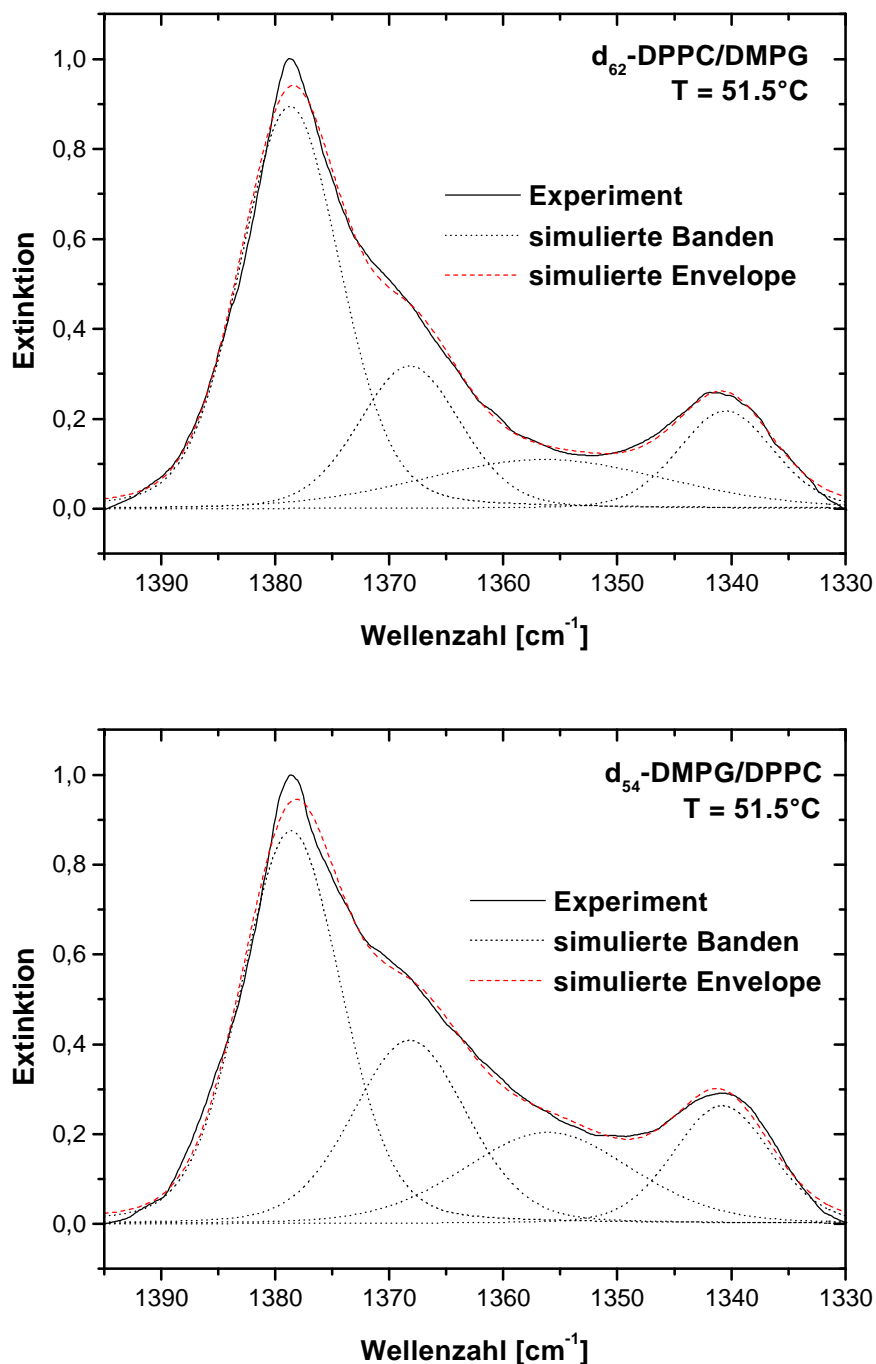 d₆₂-DPPC/DMPG
T = 51.5°C
1,0
0,8
0,6
0,4
0,2
0,0
Extinktion
Experiment
simulierte Banden
simulierte Envelope
1390 1380 1370 1360 1350 1340 1330
Wellenzahl [cm⁻¹]
d₅₄-DMPG/DPPC
T = 51.5°C
1,0
0,8
0,6
0,4
0,2
0,0
Extinktion
Experiment
simulierte Banden
simulierte Envelope
1390 1380 1370 1360 1350 1340 1330
Wellenzahl [cm⁻¹]